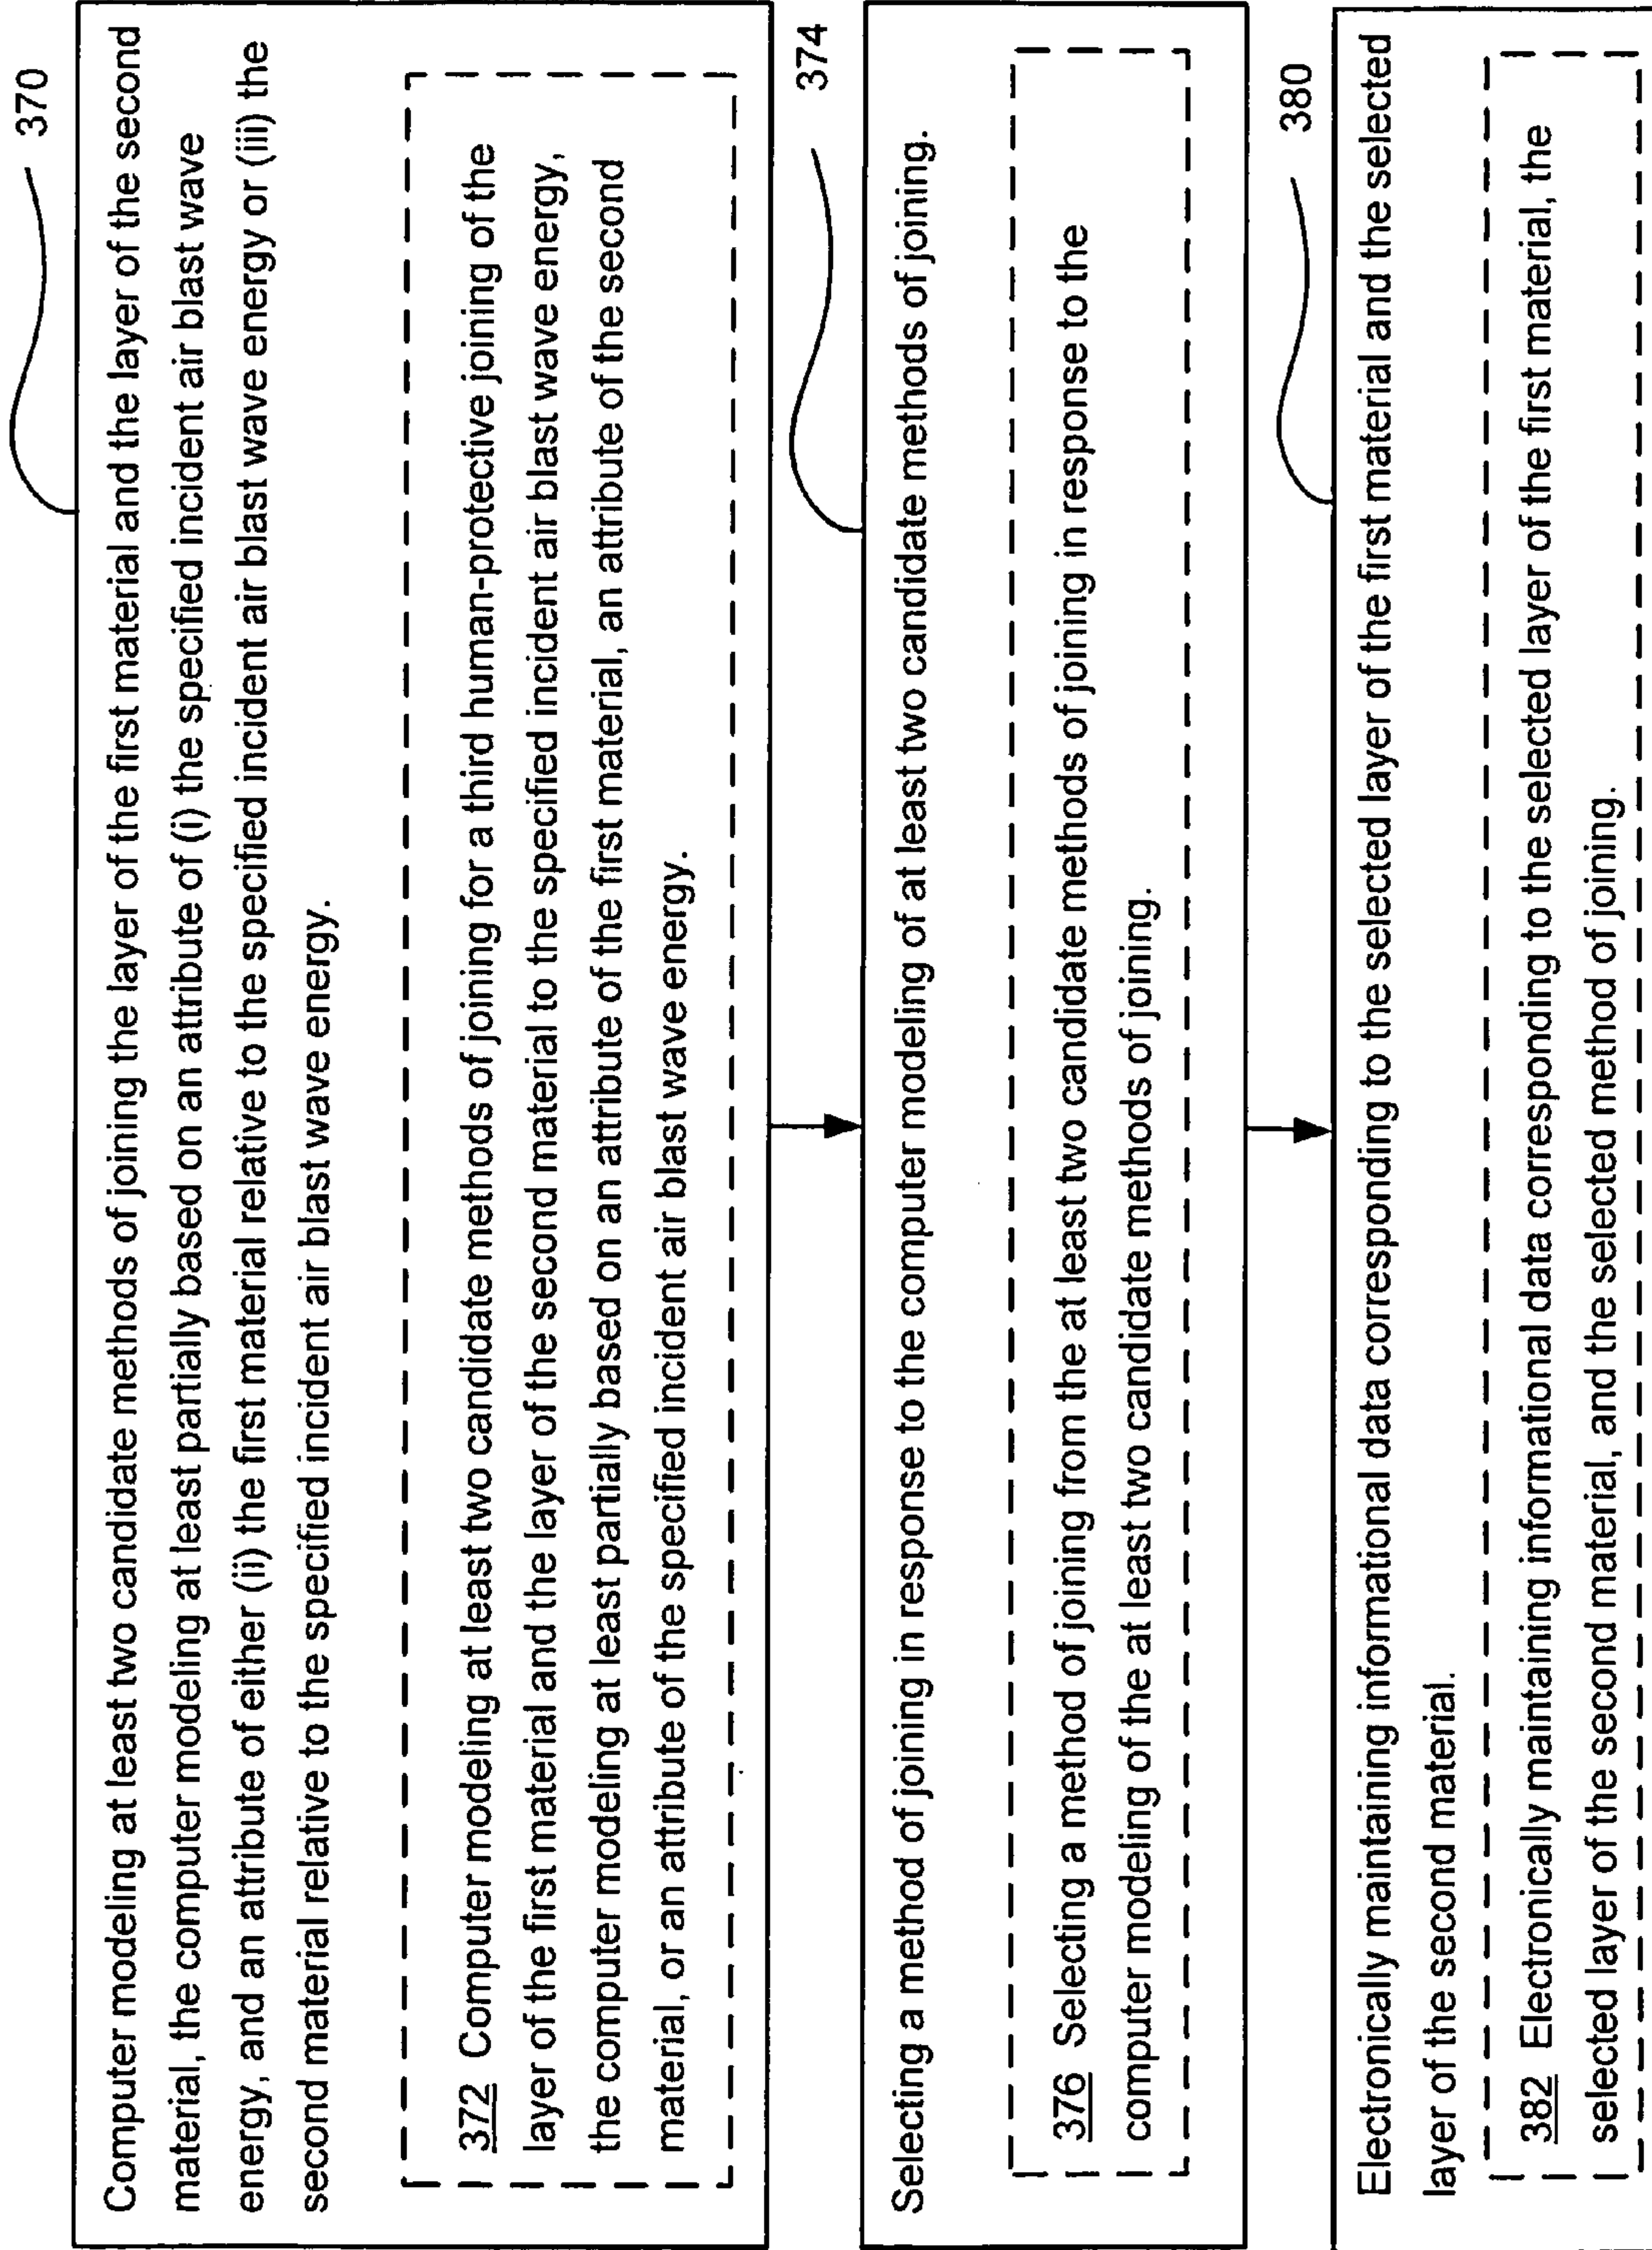 370
Computer modeling at least two candidate methods of joining the layer of the first material and the layer of the second
material, the computer modeling at least partially based on an attribute of (i) the specified incident air blast wave
energy, and an attribute of either (ii) the first material relative to the specified incident air blast wave energy or (iii) the
second material relative to the specified incident air blast wave energy.
372 Computer modeling at least two candidate methods of joining for a third human-protective joining of the
layer of the first material and the layer of the second material to the specified incident air blast wave energy,
the computer modeling at least partially based on an attribute of the first material, an attribute of the second
material, or an attribute of the specified incident air blast wave energy.
374
Selecting a method of joining in response to the computer modeling of at least two candidate methods of joining.
376 Selecting a method of joining from the at least two candidate methods of joining in response to the
computer modeling of the at least two candidate methods of joining.
380
Electronically maintaining informational data corresponding to the selected layer of the first material and the selected
layer of the second material.
382 Electronically maintaining informational data corresponding to the selected layer of the first material, the
selected layer of the second material, and the selected method of joining.